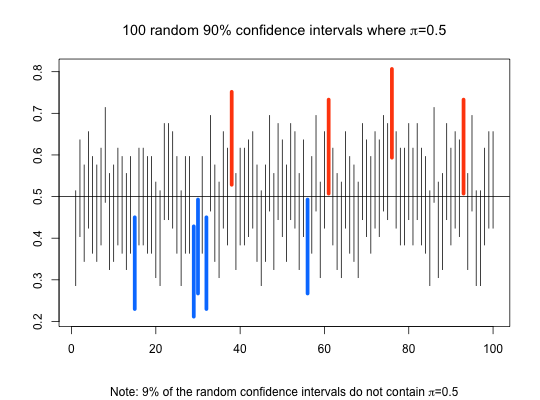 100 random 90% confidence intervals where π=0.5
0.8
0.7
0.6
0.5
0.4
0.3
0.2
0 20 40 60 80 100
Note: 9% of the random confidence intervals do not contain π=0.5